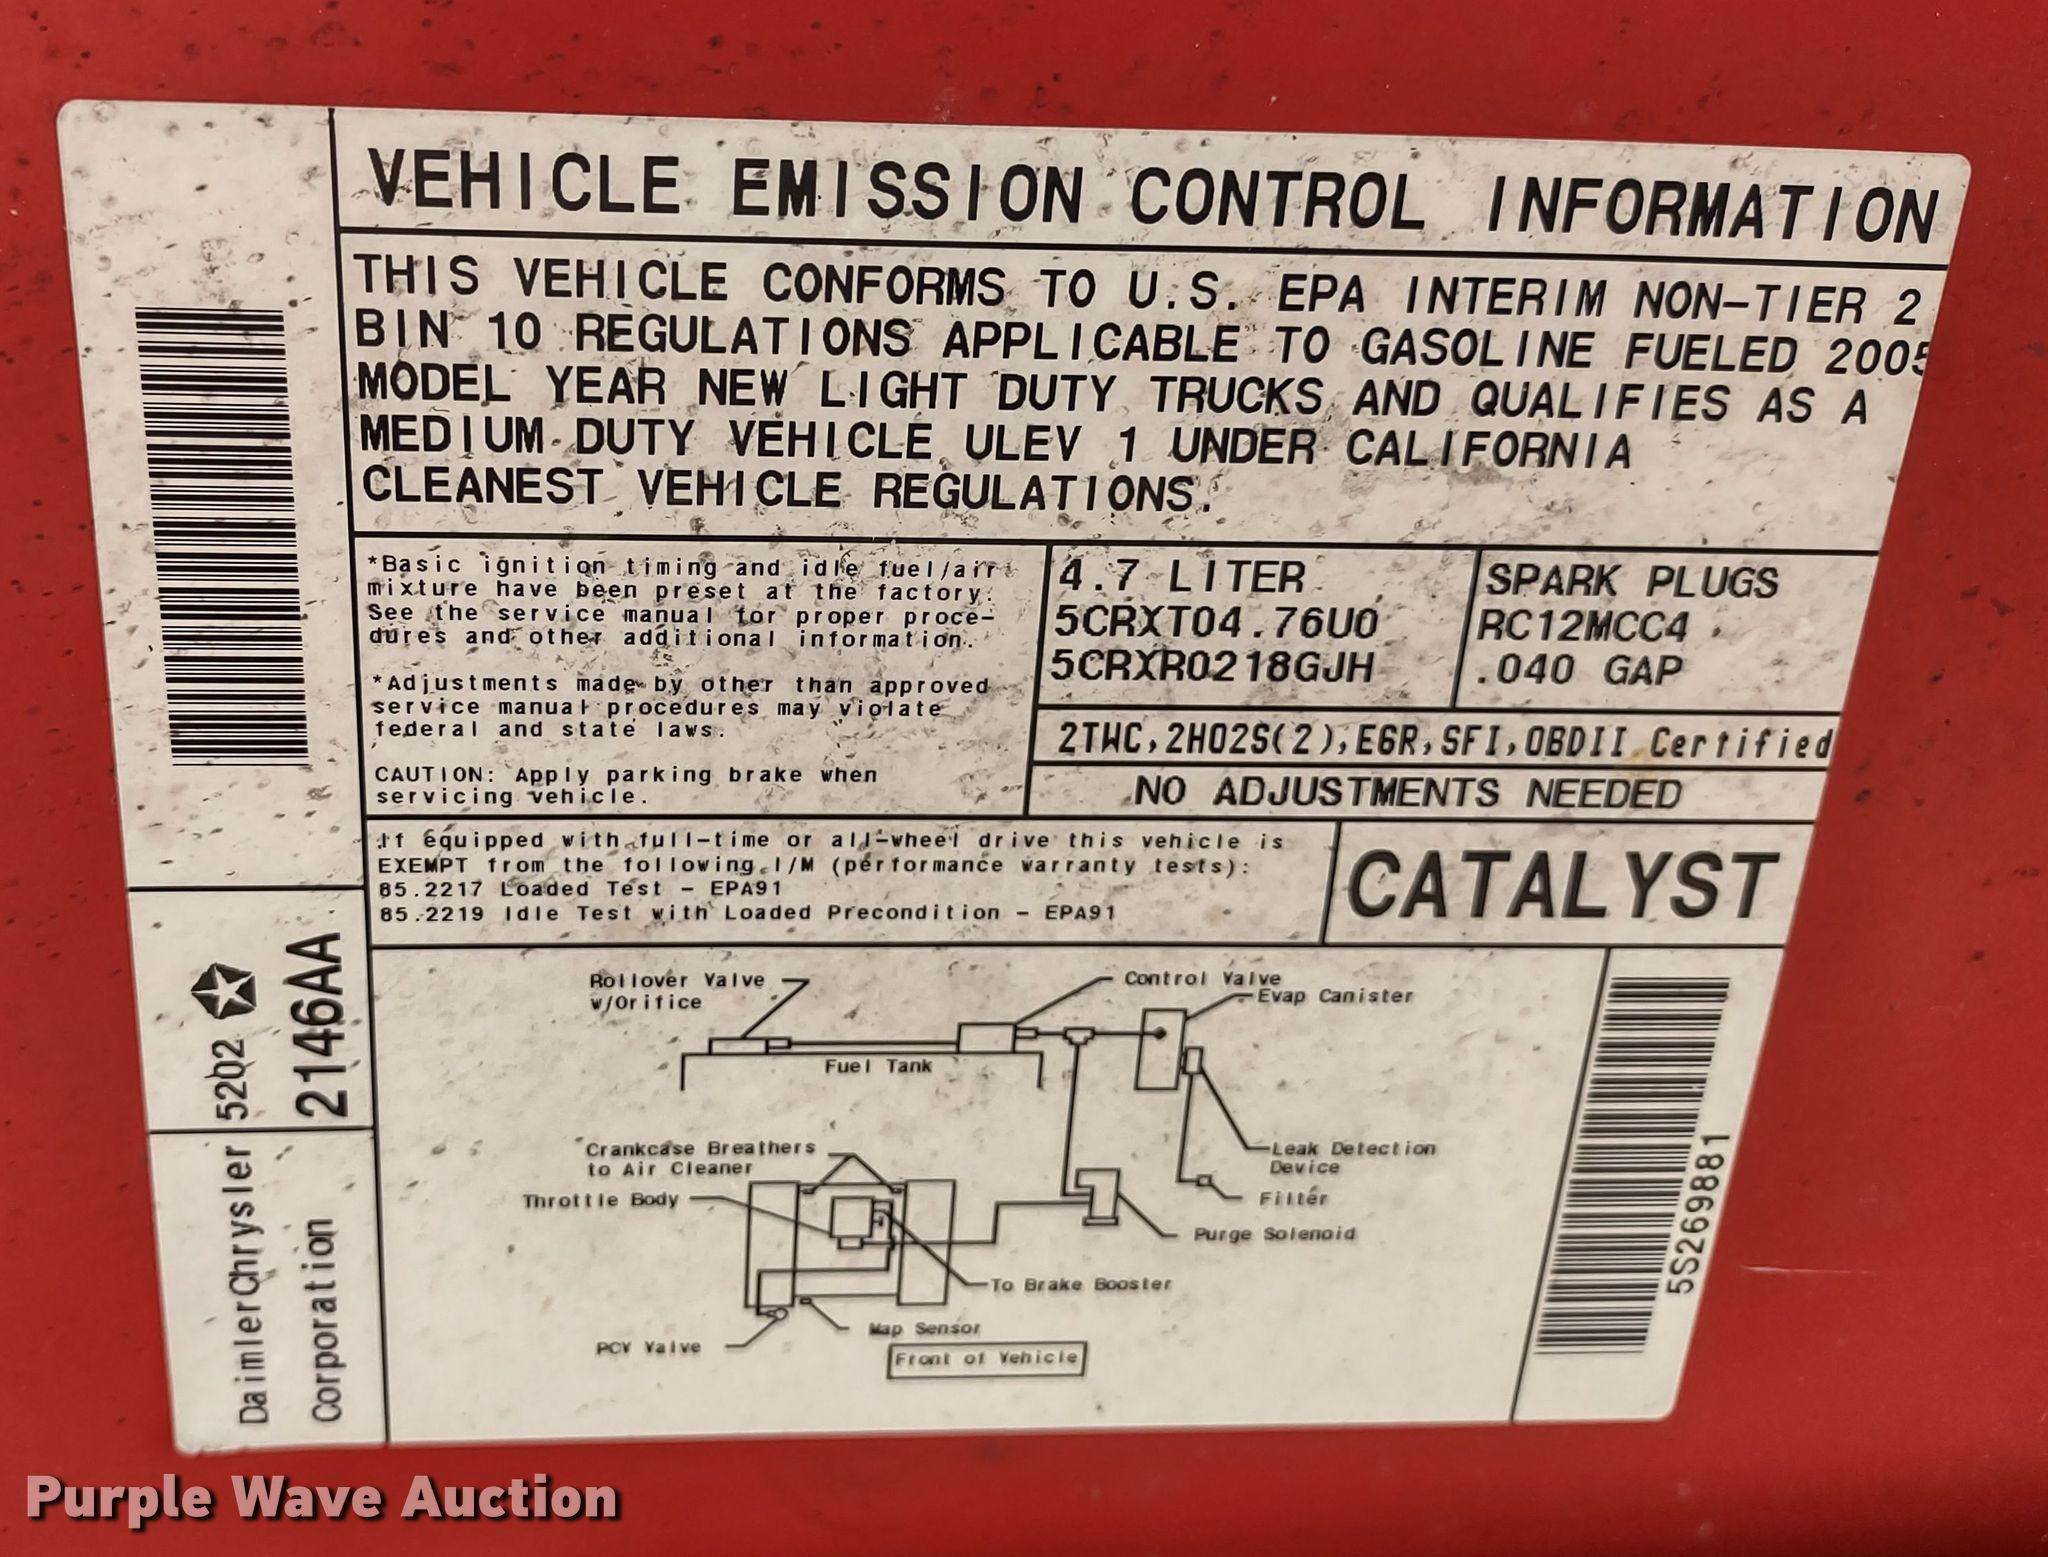 VEHICLE EMISSION CONTROL INFORMATION
THIS VEHICLE CONFORMS TO U.S. EPA INTERIM NON-TIER 2
BIN 10 REGULATIONS APPLICABLE TO GASOLINE FUELED 2005
MODEL YEAR NEW LIGHT DUTY TRUCKS AND QUALIFIES AS A
MEDIUM DUTY VEHICLE ULEV 1 UNDER CALIFORNIA
CLEANEST VEHICLE REGULATIONS.
*Basic ignition timing and idle fuel/air
mixture have been preset at the factory.
See the service manual for proper proce-
dures and other additional information.
*Adjustments made by other than approved
service manual procedures may violate
federal and state laws.
CAUTION: Apply parking brake when
servicing vehicle.
4.7 LITER
5CRXT04.76U0
5CRXR0218GJH
SPARK PLUGS
RC12MCC4
.040 GAP
2TWC,2HO2S(2),EGR,SFI,OBDII Certified
NO ADJUSTMENTS NEEDED
If equipped with full-time or all-wheel drive this vehicle is
EXEMPT from the following I/M (performance warranty tests):
85.2217 Loaded Test - EPA91
85.2219 Idle Test with Loaded Precondition - EPA91
CATALYST
Rollover Valve
w/Orifice
Control Valve
Evap Canister
Fuel Tank
Crankcase Breathers
to Air Cleaner
Throttle Body
Leak Detection
Device
Filter
Purge Solenoid
To Brake Booster
Map Sensor
PCV Valve
Front of Vehicle
5S269881
5202
2146AA
DaimlerChrysler
Corporation
Purple Wave Auction